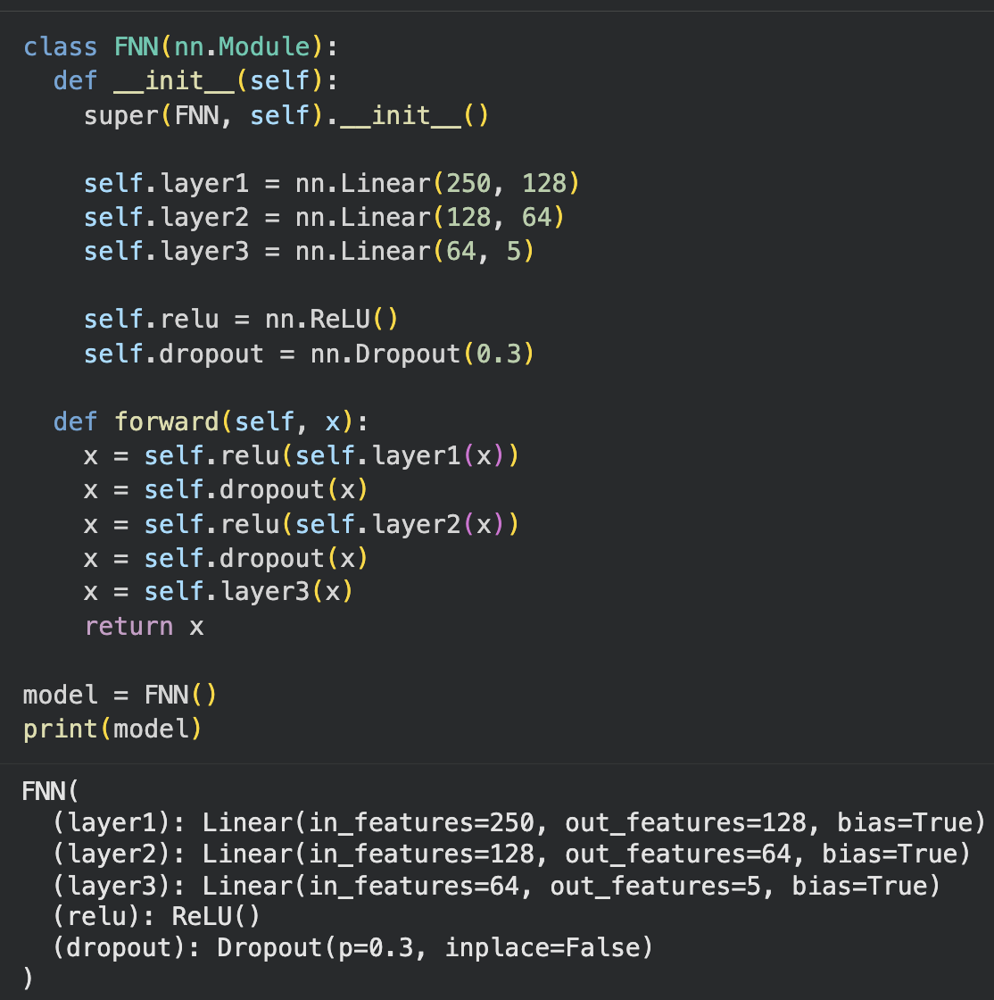 class FNN(nn.Module):
  def __init__(self):
    super(FNN, self).__init__()

    self.layer1 = nn.Linear(250, 128)
    self.layer2 = nn.Linear(128, 64)
    self.layer3 = nn.Linear(64, 5)

    self.relu = nn.ReLU()
    self.dropout = nn.Dropout(0.3)

  def forward(self, x):
    x = self.relu(self.layer1(x))
    x = self.dropout(x)
    x = self.relu(self.layer2(x))
    x = self.dropout(x)
    x = self.layer3(x)
    return x

model = FNN()
print(model)

FNN(
  (layer1): Linear(in_features=250, out_features=128, bias=True)
  (layer2): Linear(in_features=128, out_features=64, bias=True)
  (layer3): Linear(in_features=64, out_features=5, bias=True)
  (relu): ReLU()
  (dropout): Dropout(p=0.3, inplace=False)
)